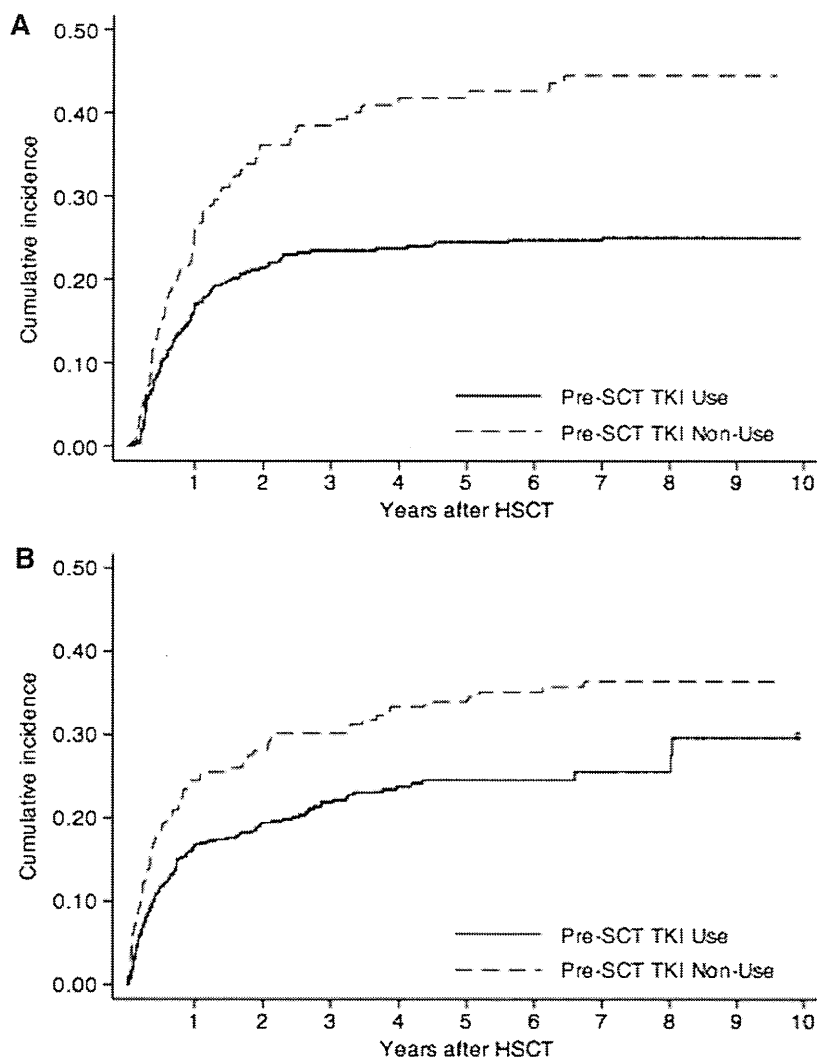 A
0.50
0.40
0.30
0.20
0.10
0.00
Cumulative incidence
Pre-SCT TKI Use
Pre-SCT TKI Non-Use
1 2 3 4 5 6 7 8 9 10
Years after HSCT
B
0.50
0.40
0.30
0.20
0.10
0.00
Cumulative incidence
Pre-SCT TKI Use
Pre-SCT TKI Non-Use
1 2 3 4 5 6 7 8 9 10
Years after HSCT